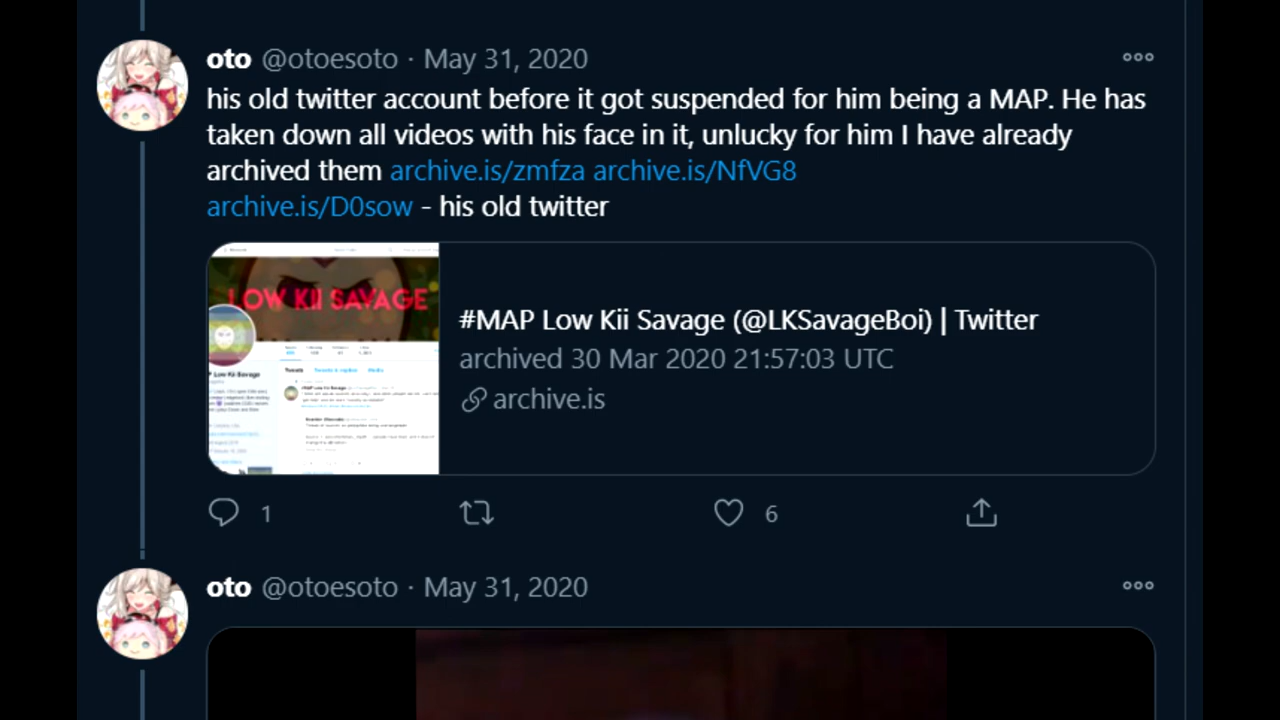 oto @otoesoto · May 31, 2020
his old twitter account before it got suspended for him being a MAP. He has
taken down all videos with his face in it, unlucky for him I have already
archived them archive.is/zmfza archive.is/NfVG8
archive.is/D0sow - his old twitter
LOW KII SAVAGE
#MAP Low Kii Savage (@LKSavageBoi) | Twitter
archived 30 Mar 2020 21:57:03 UTC
archive.is
1
6
oto @otoesoto · May 31, 2020